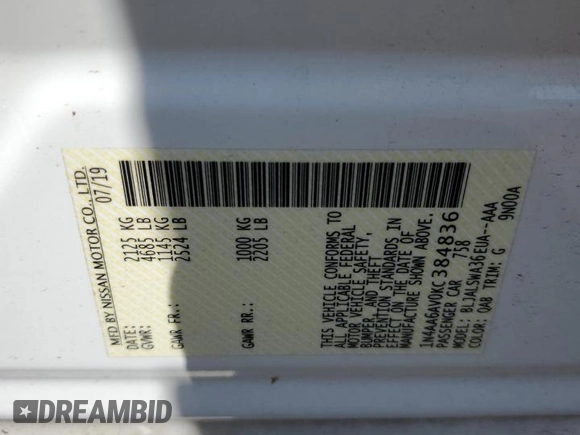 MFD BY NISSAN MOTOR CO., LTD.
DATE: 07/19
GVWR: 2125 KG
4685 LB
GAWR FR.: 1145 KG
2524 LB
GAWR RR: 1000 KG
2205 LB
THIS VEHICLE CONFORMS TO
ALL APPLICABLE FEDERAL
MOTOR VEHICLE SAFETY,
BUMPER, AND THEFT
PREVENTION STANDARDS IN
EFFECT ON THE DATE OF
MANUFACTURE SHOWN ABOVE.
1N4AA6AV0KC384836
PASSENGER CAR 758
MODEL: BLJALSWA36EUA--AAA
COLOR: QAB TRIM: G 9N00A
DREAMBID